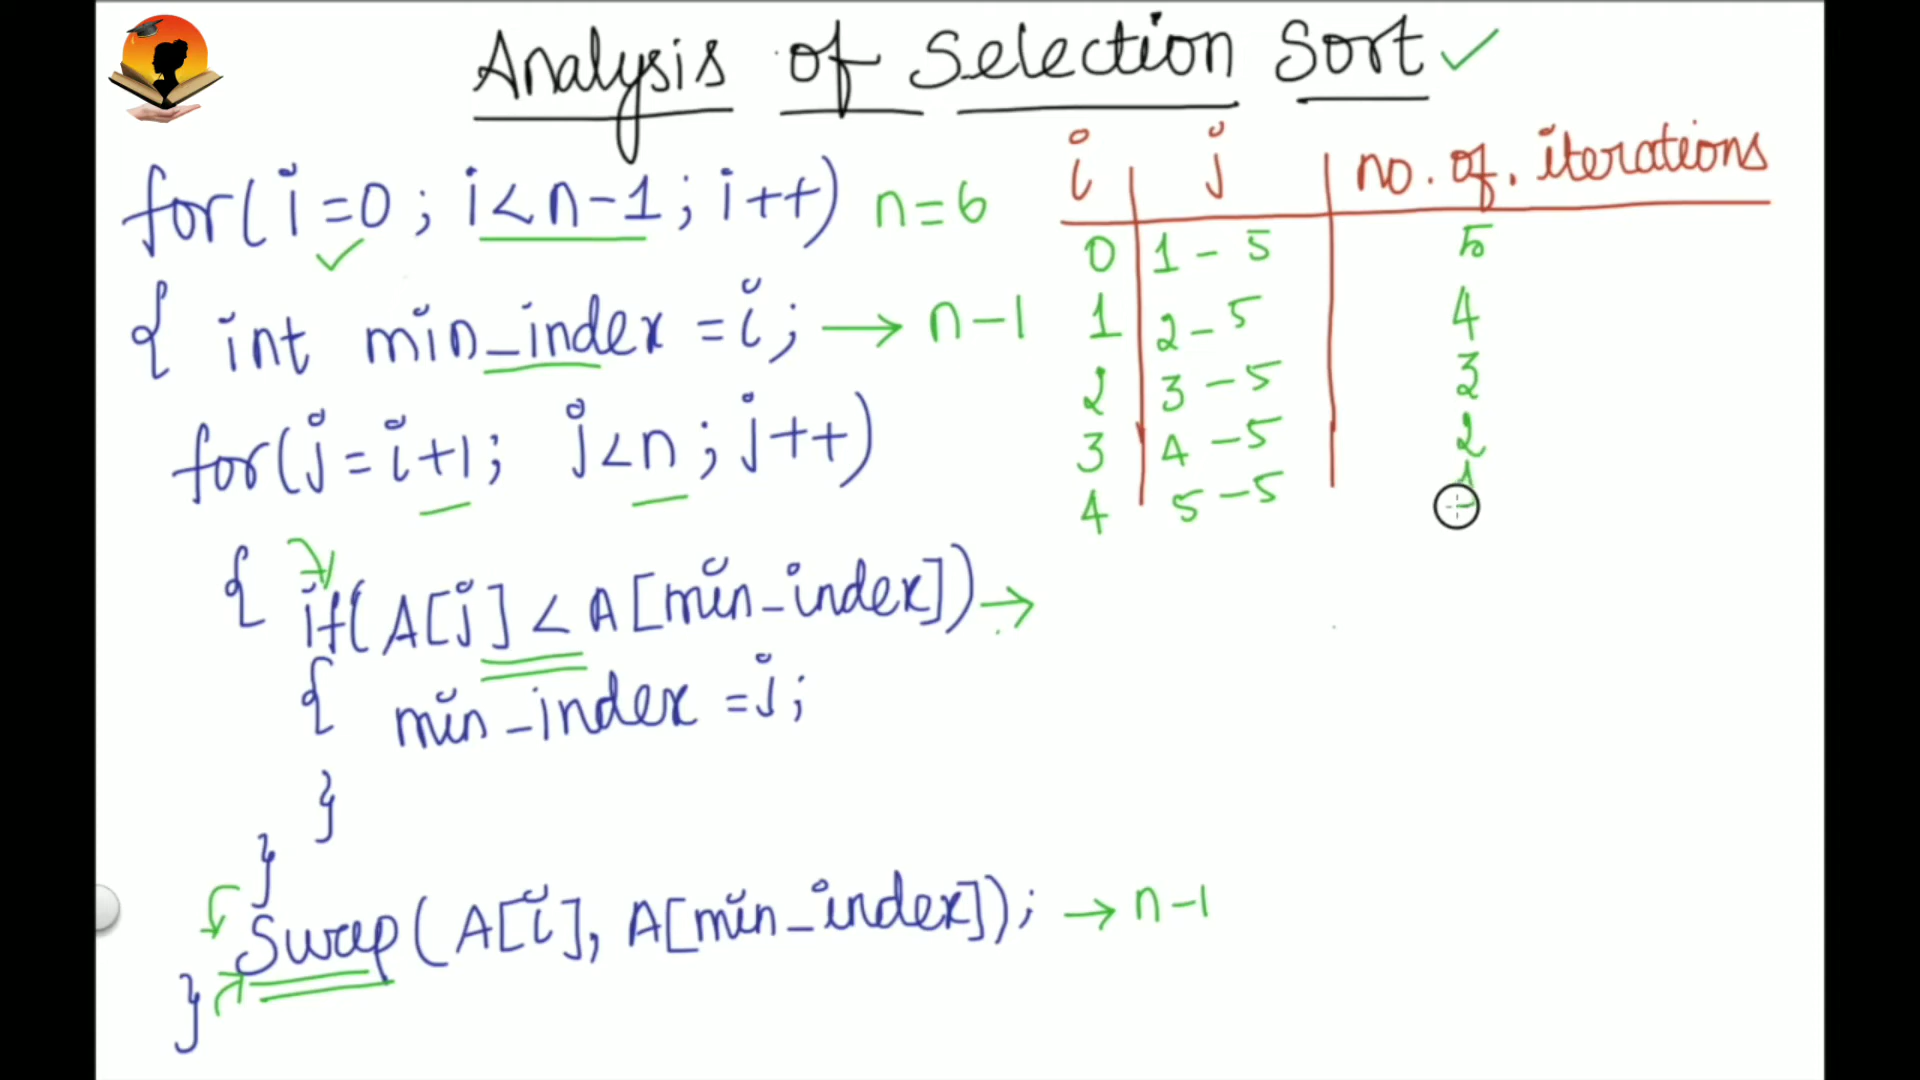 Analysis of Selection Sort ✓
for(i=0; i<n-1; i++) n=6
{ int min_index = i; → n-1
for(j=i+1; j<n; j++)
{ if(A[j] < A[min_index]) →
{ min_index = j;
}
}
Swap(A[i], A[min_index]); → n-1
}
i j no. of. iterations
0 1-5 5
1 2-5 4
2 3-5 3
3 4-5 2
4 5-5 1